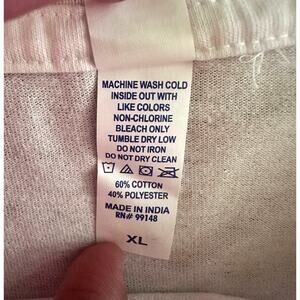 MACHINE WASH COLD
INSIDE OUT WITH
LIKE COLORS
NON-CHLORINE
BLEACH ONLY
TUMBLE DRY LOW
DO NOT IRON
DO NOT DRY CLEAN
60% COTTON
40% POLYESTER
MADE IN INDIA
RN# 99148
XL